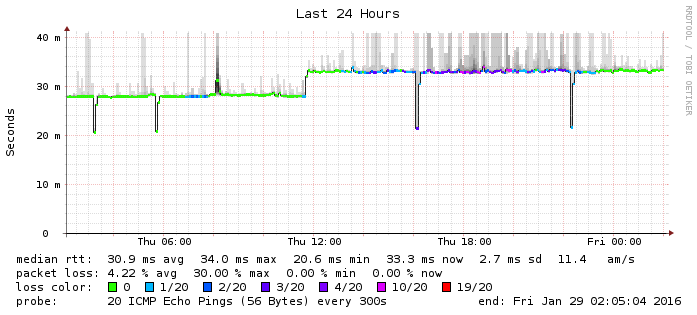 Last 24 Hours
RRDTOOL / TOBI OETIKER
Seconds
40 m
30 m
20 m
10 m
0
Thu 06:00 Thu 12:00 Thu 18:00 Fri 00:00
median rtt: 30.9 ms avg 34.0 ms max 20.6 ms min 33.3 ms now 2.7 ms sd 11.4 am/s
packet loss: 4.22 % avg 30.00 % max 0.00 % min 0.00 % now
loss color: 0 1/20 2/20 3/20 4/20 10/20 19/20
probe: 20 ICMP Echo Pings (56 Bytes) every 300s end: Fri Jan 29 02:05:04 2016